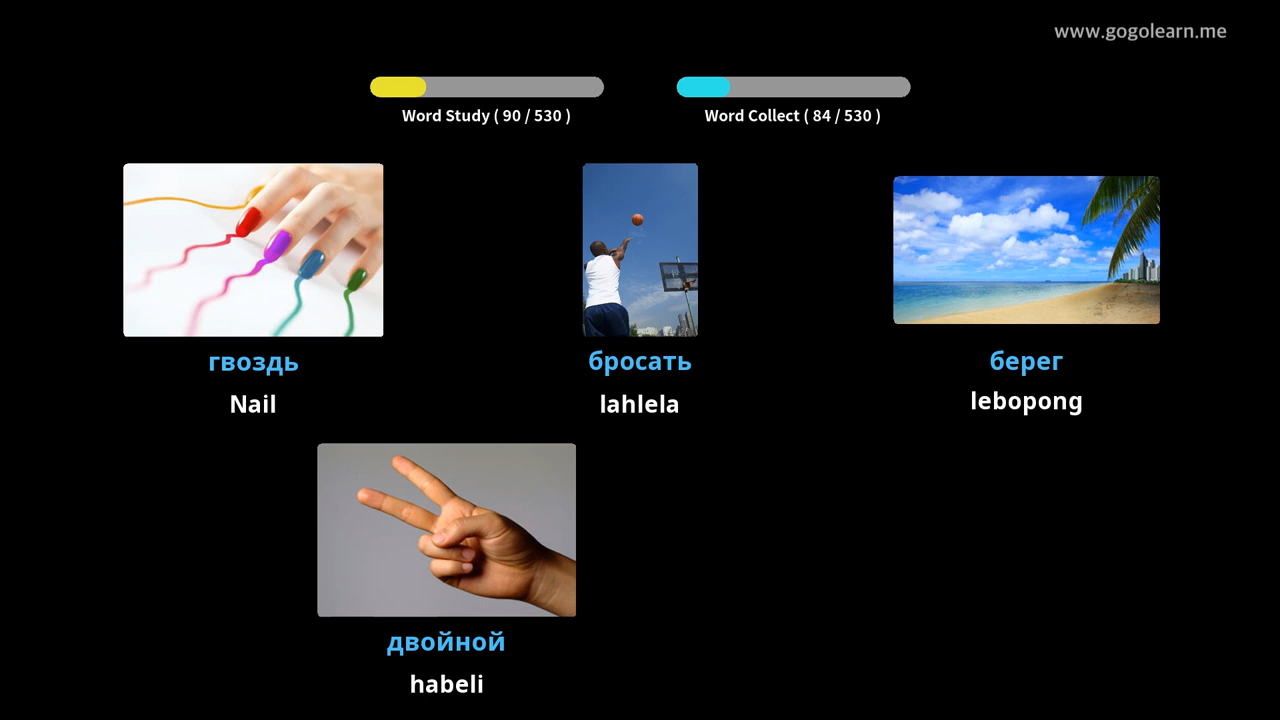 www.gogolearn.me
Word Study ( 90 / 530 )
Word Collect ( 84 / 530 )
гвоздь
Nail
бросать
lahlela
берег
lebopong
двойной
habeli